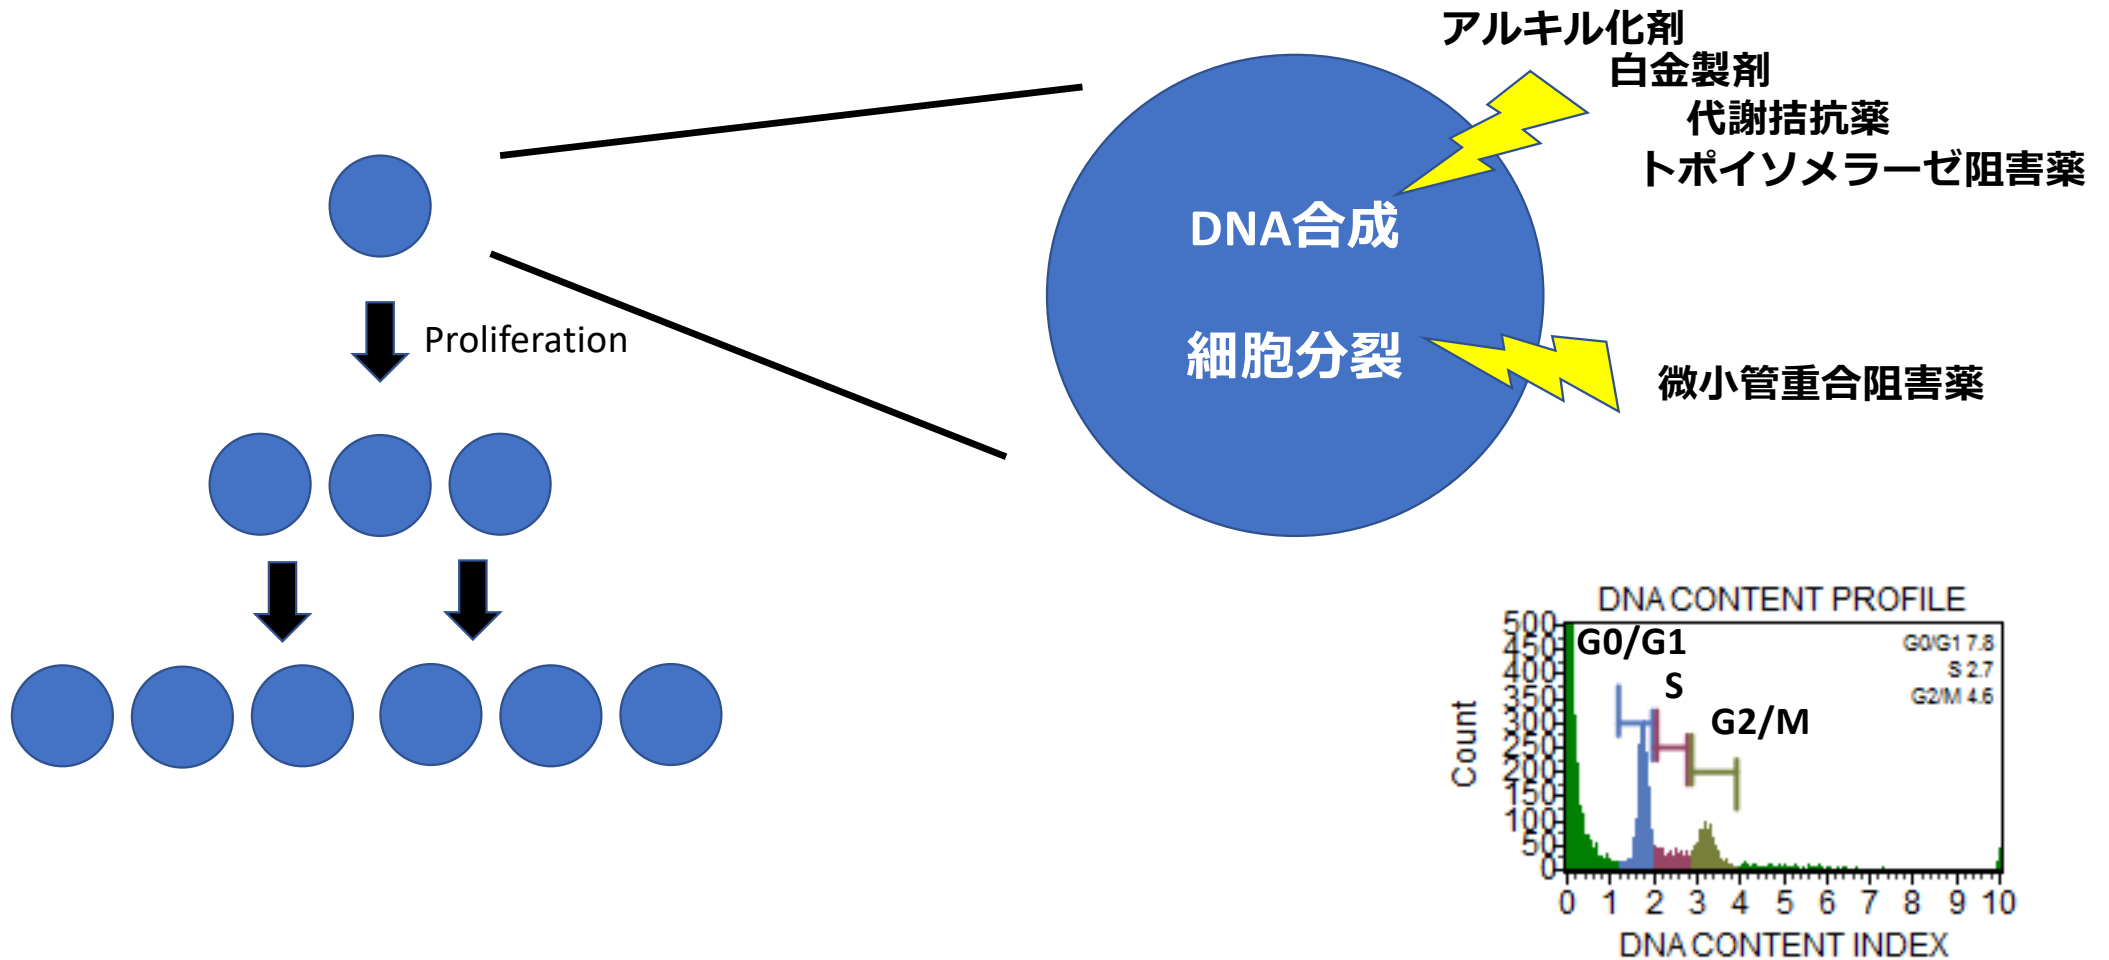 アルキル化剤
白金製剤
代謝拮抗薬
トポイソメラーゼ阻害薬
DNA合成
Proliferation
細胞分裂
微小管重合阻害薬
DNA CONTENT PROFILE
500
450
400
350
300
250
200
150
100
50
0
Count
G0/G1
S
G2/M
G0/G1 7.8
S 2.7
G2/M 4.6
0 1 2 3 4 5 6 7 8 9 10
DNA CONTENT INDEX